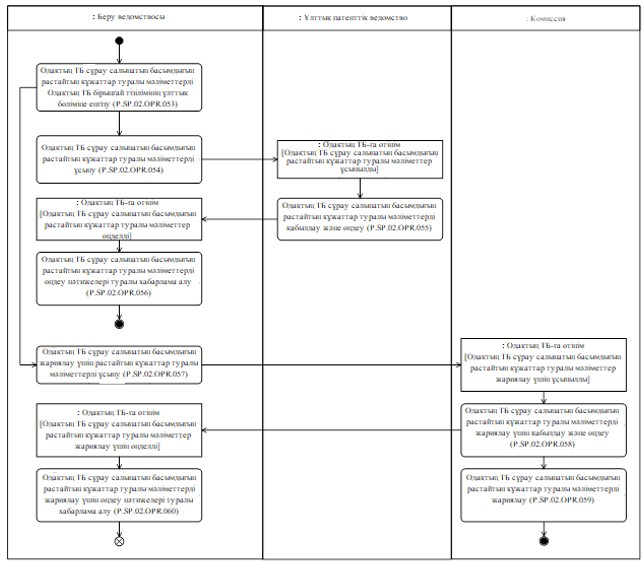 : Беру ведомствосы
: Ұлттық патенттік ведомство
: Комиссия
Одақтың ТБ сұрау салынатын басымдығын
растайтын құжаттар туралы мәліметтерді
Одақтың ТБ бірыңғай тізілімінің ұлттық
бөліміне енгізу (P.SP.02.OPR.053)
Одақтың ТБ сұрау салынатын басымдығын
растайтын құжаттар туралы мәліметтерді
ұсыну (P.SP.02.OPR.054)
: Одақтың ТБ-ға өтінім
[Одақтың ТБ сұрау салынатын басымдығын
растайтын құжаттар туралы мәліметтер
ұсынылды]
: Одақтың ТБ-ға өтінім
[Одақтың ТБ сұрау салынатын басымдығын
растайтын құжаттар туралы мәліметтер
өңделді]
Одақтың ТБ сұрау салынатын басымдығын
растайтын құжаттар туралы мәліметтерді
қабылдау және өңдеу (P.SP.02.OPR.055)
Одақтың ТБ сұрау салынатын басымдығын
растайтын құжаттар туралы мәліметтерді
өңдеу нәтижелері туралы хабарлама алу
(P.SP.02.OPR.056)
Одақтың ТБ сұрау салынатын басымдығын
жариялау үшін растайтын құжаттар туралы
мәліметтерді ұсыну (P.SP.02.OPR.057)
: Одақтың ТБ-ға өтінім
[Одақтың ТБ сұрау салынатын басымдығын
растайтын құжаттар туралы мәліметтер
жариялау үшін ұсынылды]
: Одақтың ТБ-ға өтінім
[Одақтың ТБ сұрау салынатын басымдығын
растайтын құжаттар туралы мәліметтер
жариялау үшін өңделді]
Одақтың ТБ сұрау салынатын басымдығын
растайтын құжаттар туралы мәліметтерді
жариялау үшін қабылдау және өңдеу
(P.SP.02.OPR.058)
Одақтың ТБ сұрау салынатын басымдығын
растайтын құжаттар туралы мәліметтерді
жариялау үшін өңдеу нәтижелері туралы
хабарлама алу (P.SP.02.OPR.060)
Одақтың ТБ сұрау салынатын басымдығын
растайтын құжаттар туралы мәліметтерді
жариялау (P.SP.02.OPR.059)